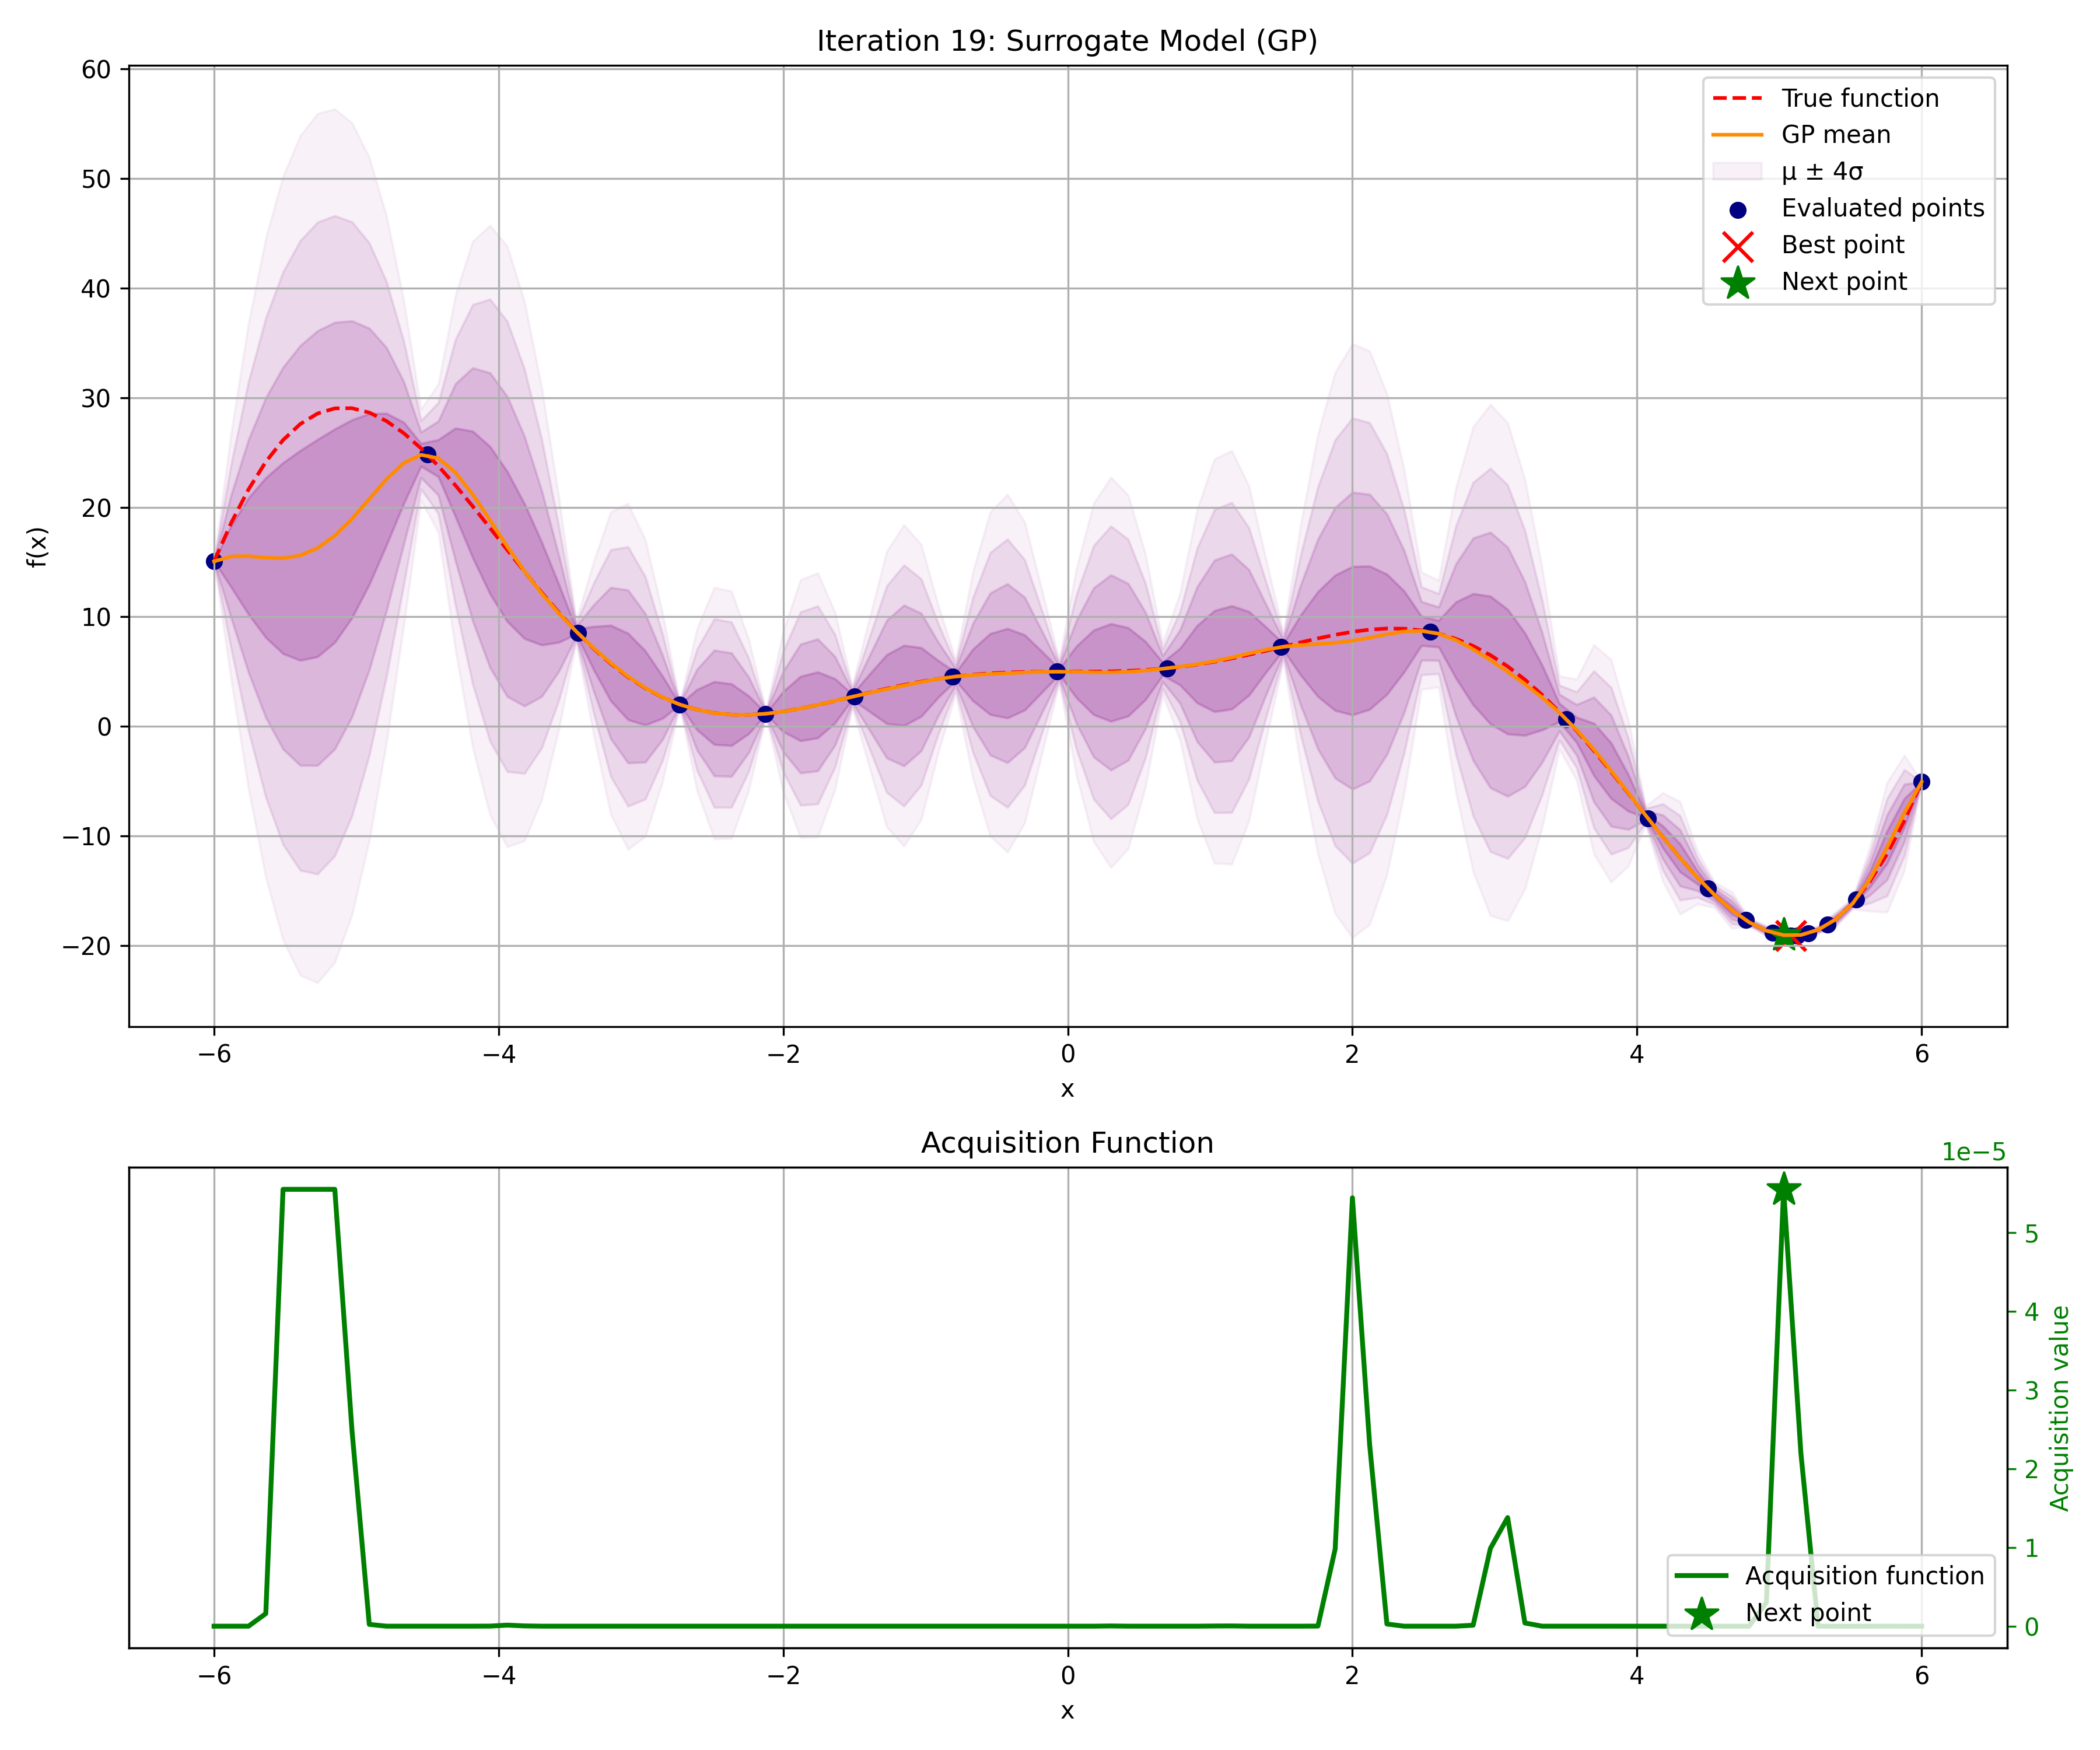 Iteration 19: Surrogate Model (GP)
60
50
40
30
20
10
0
−10
−20
f(x)
True function
GP mean
μ ± 4σ
Evaluated points
Best point
Next point
−6 −4 −2 0 2 4 6
x
Acquisition Function
1e−5
5
4
3
2
1
0
Acquisition value
Acquisition function
Next point
−6 −4 −2 0 2 4 6
x